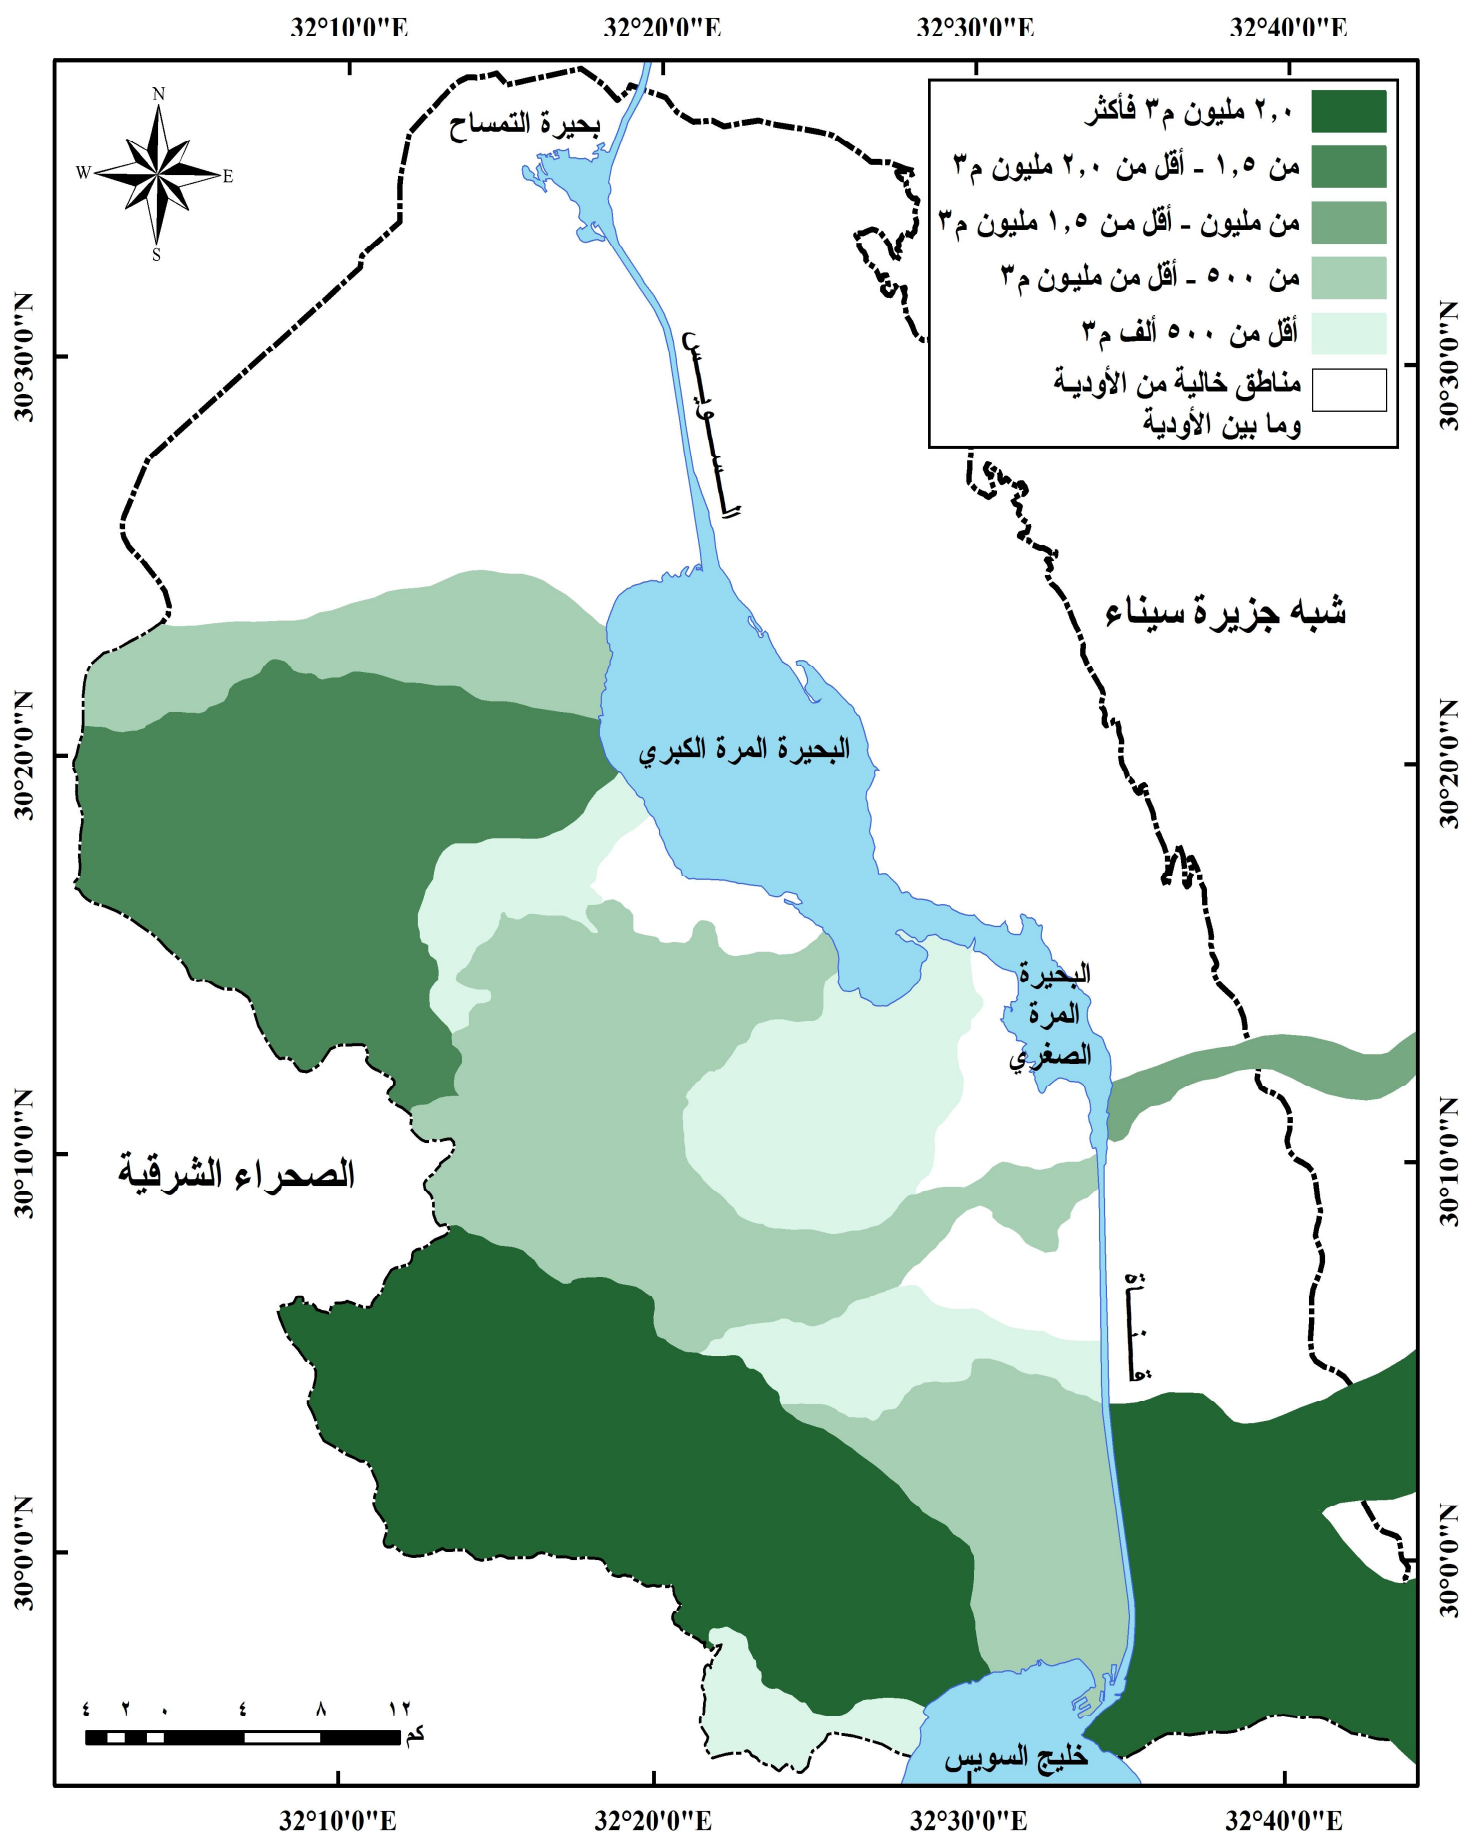 32°10'0"E
32°20'0"E
32°30'0"E
32°40'0"E
N
W
E
S
٢,٠ مليون م٣ فأكثر
من ١,٥ - أقل من ٢,٠ مليون م٣
من مليون - أقل من ١,٥ مليون م٣
من ٥٠٠ - أقل من مليون م٣
أقل من ٥٠٠ ألف م٣
مناطق خالية من الأودية
وما بين الأودية
بحيرة التمساح
30°30'0"N
30°30'0"N
السويس
شبه جزيرة سيناء
30°20'0"N
30°20'0"N
البحيرة المرة الكبري
البحيرة
المرة
الصغري
30°10'0"N
30°10'0"N
الصحراء الشرقية
قناة
30°0'0"N
30°0'0"N
٤ ٢ ٠ ٤ ٨ ١٢
كم
خليج السويس
32°10'0"E
32°20'0"E
32°30'0"E
32°40'0"E